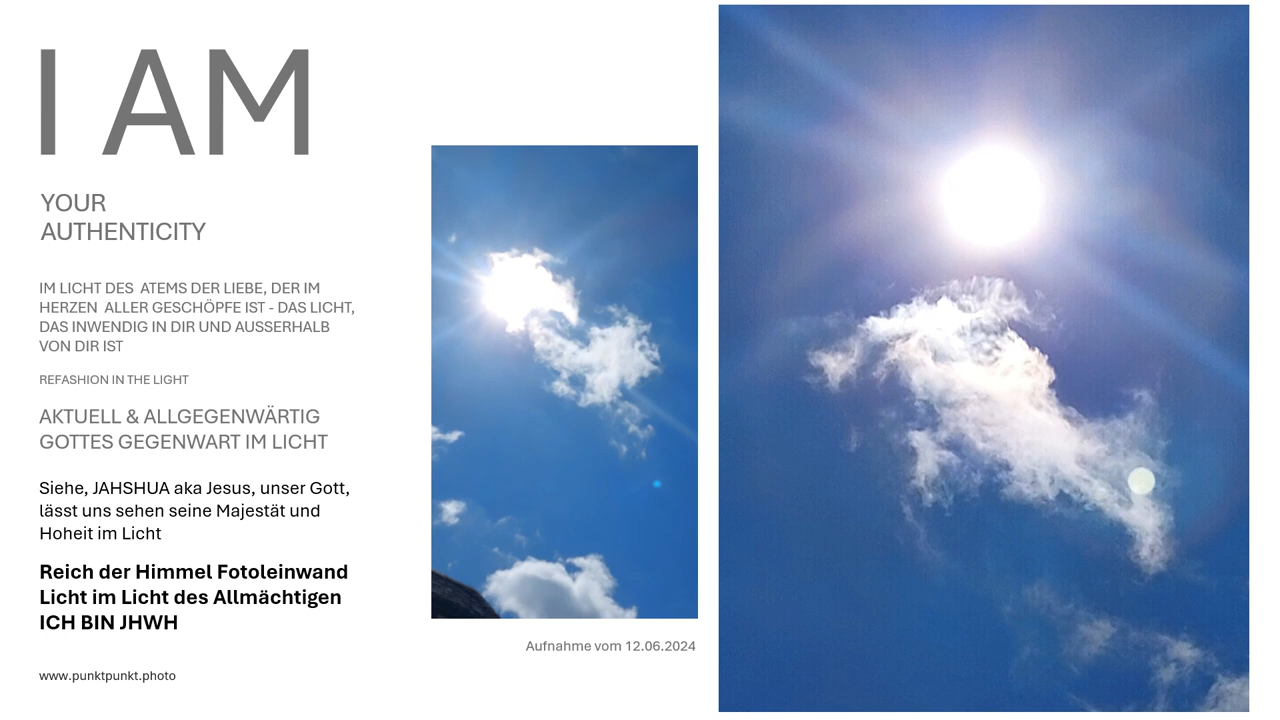 I AM
YOUR
AUTHENTICITY
IM LICHT DES  ATEMS DER LIEBE, DER IM
HERZEN  ALLER GESCHÖPFE IST - DAS LICHT,
DAS INWENDIG IN DIR UND AUSSERHALB
VON DIR IST
REFASHION IN THE LIGHT
AKTUELL & ALLGEGENWÄRTIG
GOTTES GEGENWART IM LICHT
Siehe, JAHSHUA aka Jesus, unser Gott,
lässt uns sehen seine Majestät und
Hoheit im Licht
Reich der Himmel Fotoleinwand
Licht im Licht des Allmächtigen
ICH BIN JHWH
www.punktpunkt.photo
Aufnahme vom 12.06.2024